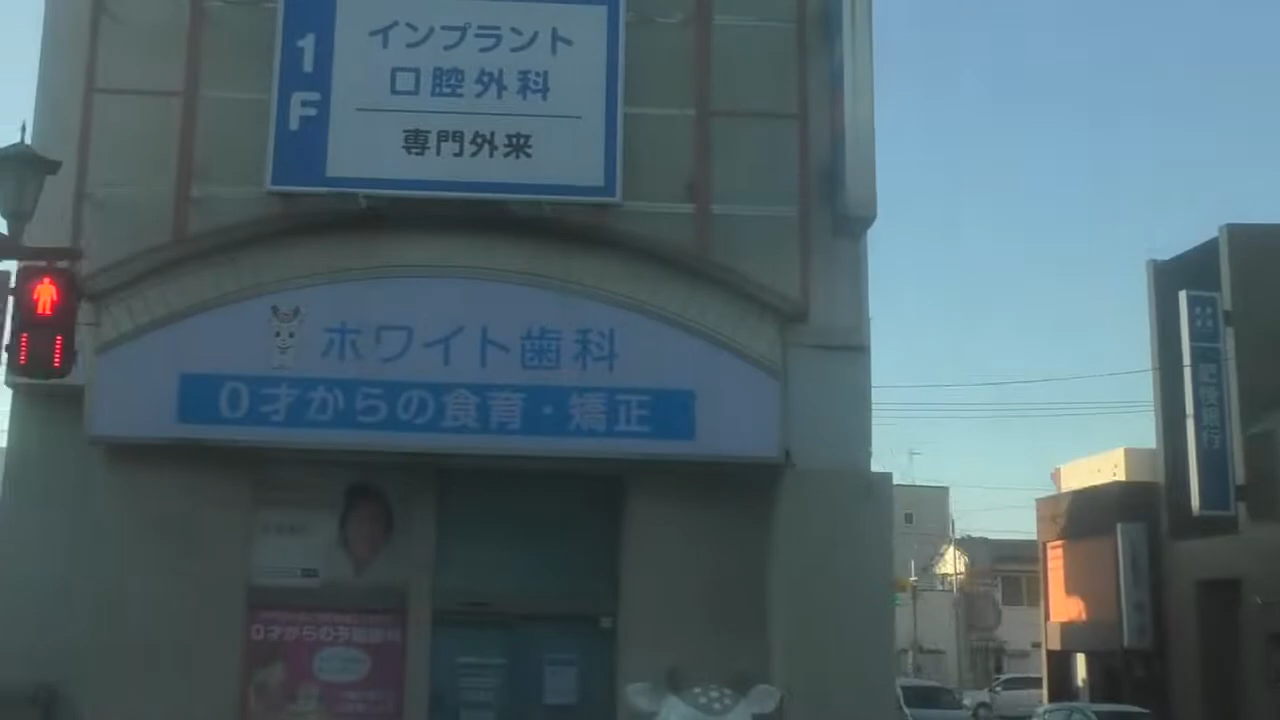 1F
インプラント
口腔外科
専門外来
ホワイト歯科
0才からの食育・矯正
肥後銀行
0才からの予防歯科